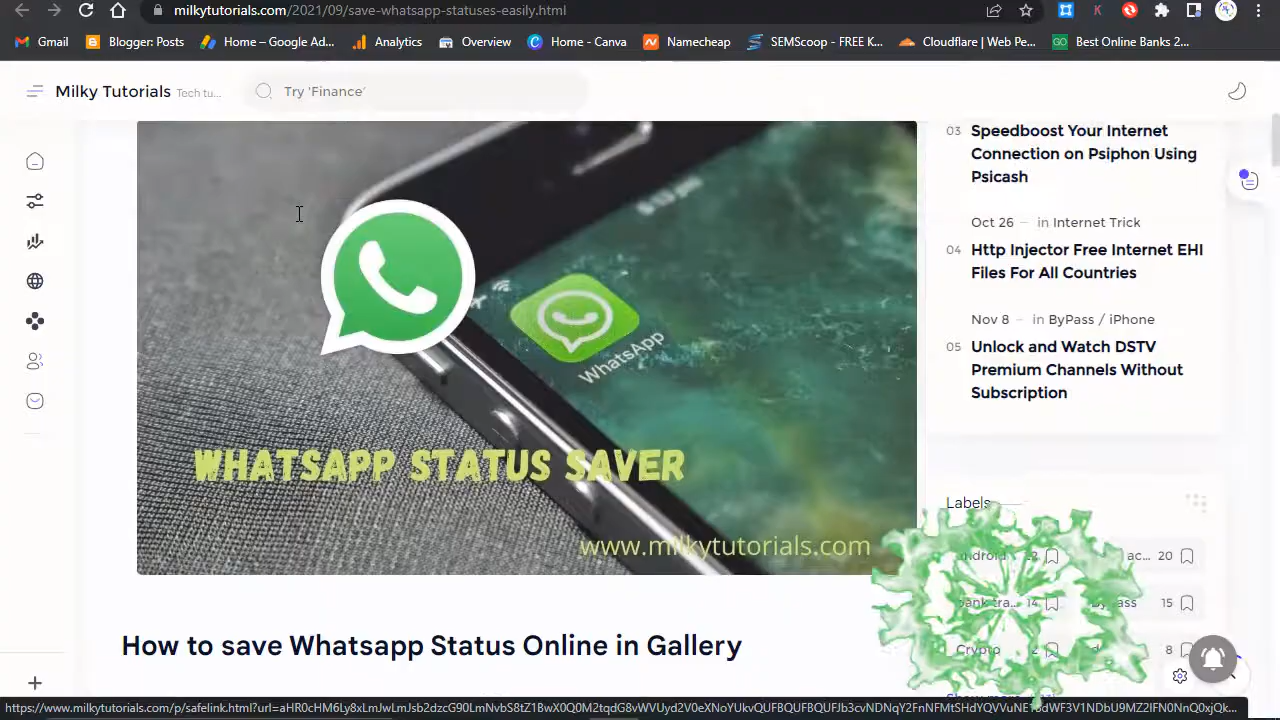 milkytutorials.com/2021/09/save-whatsapp-statuses-easily.html
Gmail
Blogger: Posts
Home – Google Ad...
Analytics
Overview
Home - Canva
Namecheap
SEMScoop - FREE K...
Cloudflare | Web Pe...
Best Online Banks 2...
Milky Tutorials Tech tu...
Try 'Finance'
WhatsApp
WHATSAPP STATUS SAVER
www.milkytutorials.com
How to save Whatsapp Status Online in Gallery
03 Speedboost Your Internet
Connection on Psiphon Using
Psicash
Oct 26 – in Internet Trick
04 Http Injector Free Internet EHI
Files For All Countries
Nov 8 – in ByPass / iPhone
05 Unlock and Watch DSTV
Premium Channels Without
Subscription
Labels
20
15
Crypto
8